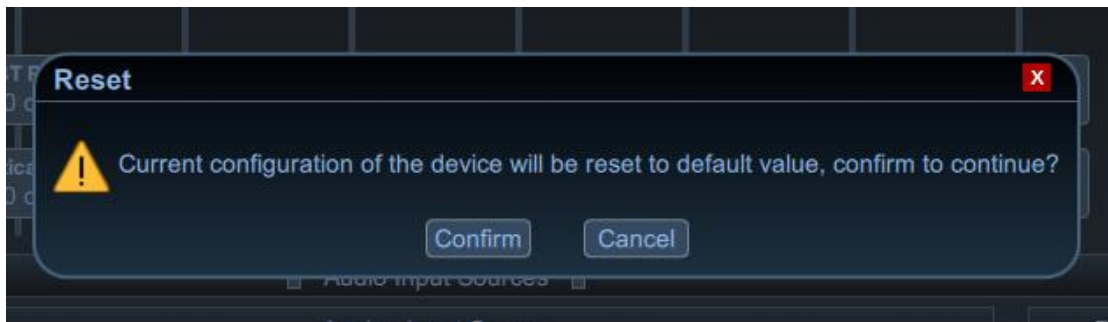 Reset
X
Current configuration of the device will be reset to default value, confirm to continue?
Confirm Cancel
Audio Input Sources